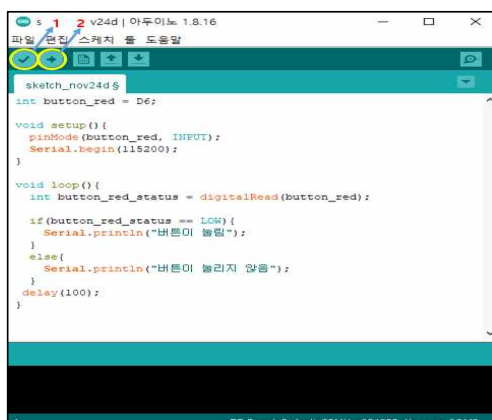 s 1 2 v24d | 아두이노 1.8.16
파일 편집 스케치 툴 도움말
sketch_nov24d §
int button_red = D6;
void setup(){
pinMode(button_red, INPUT);
Serial.begin(115200);
}
void loop(){
int button_red_status = digitalRead(button_red);
if(button_red_status == LOW){
Serial.println("버튼이 눌림");
}
else{
Serial.println("버튼이 눌리지 않음");
}
delay(100);
}